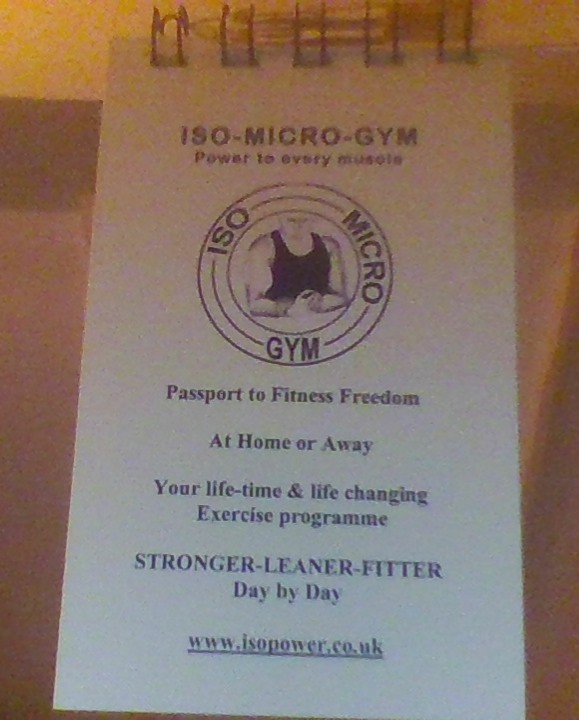 ISO-MICRO-GYM
Power to every muscle
ISO MICRO GYM
Passport to Fitness Freedom
At Home or Away
Your life-time & life changing
Exercise programme
STRONGER-LEANER-FITTER
Day by Day
www.isopower.co.uk